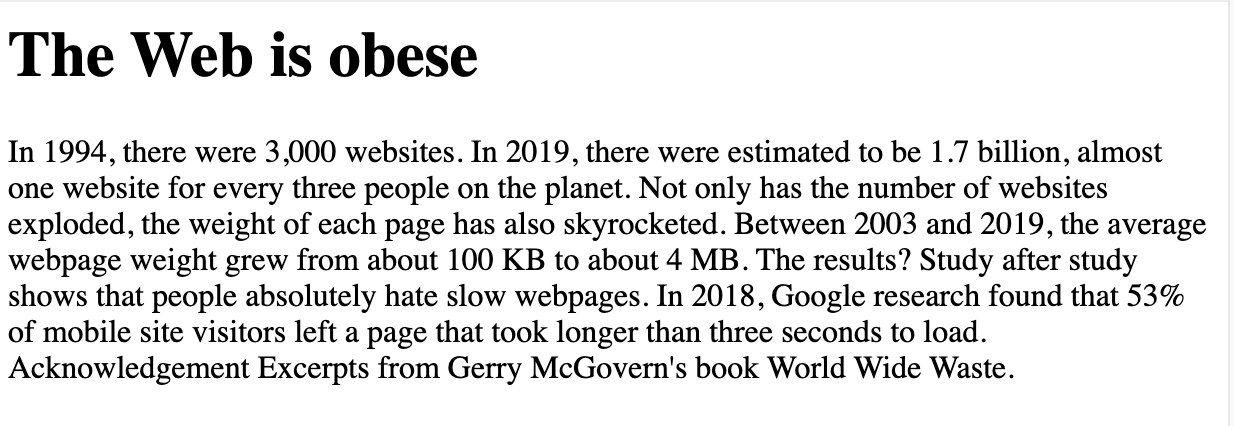 The Web is obese
In 1994, there were 3,000 websites. In 2019, there were estimated to be 1.7 billion, almost
one website for every three people on the planet. Not only has the number of websites
exploded, the weight of each page has also skyrocketed. Between 2003 and 2019, the average
webpage weight grew from about 100 KB to about 4 MB. The results? Study after study
shows that people absolutely hate slow webpages. In 2018, Google research found that 53%
of mobile site visitors left a page that took longer than three seconds to load.
Acknowledgement Excerpts from Gerry McGovern's book World Wide Waste.